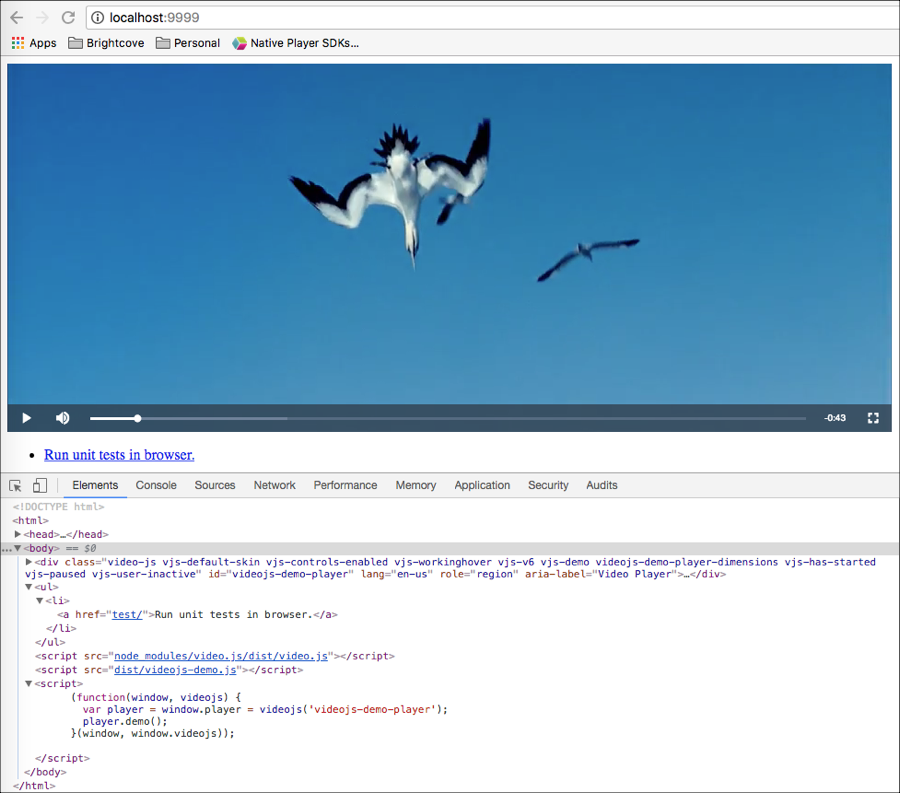 localhost:9999
Apps Brightcove Personal Native Player SDKs...
-0:43
• Run unit tests in browser.
Elements Console Sources Network Performance Memory Application Security Audits
<!DOCTYPE html>
<html>
▶<head>…</head>
...▼<body> == $0
▶<div class="video-js vjs-default-skin vjs-controls-enabled vjs-workinghover vjs-v6 vjs-demo videojs-demo-player-dimensions vjs-has-started
vjs-paused vjs-user-inactive" id="videojs-demo-player" lang="en-us" role="region" aria-label="Video Player">…</div>
▼<ul>
▼<li>
<a href="test/">Run unit tests in browser.</a>
</li>
</ul>
<script src="node_modules/video.js/dist/video.js"></script>
<script src="dist/videojs-demo.js"></script>
▼<script>
(function(window, videojs) {
var player = window.player = videojs('videojs-demo-player');
player.demo();
}(window, window.videojs));
</script>
</body>
</html>